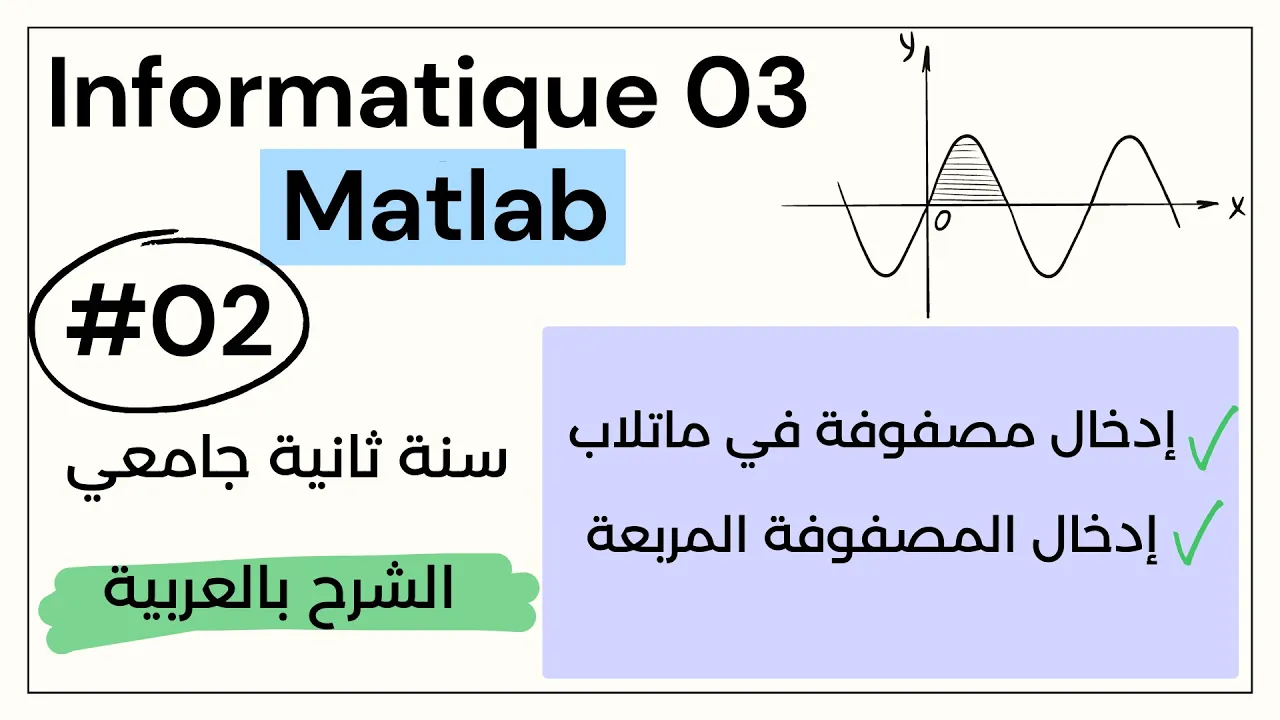 Informatique 03
Matlab
#02
سنة ثانية جامعي
الشرح بالعربية
y
x
0
إدخال مصفوفة في ماتلاب
إدخال المصفوفة المربعة